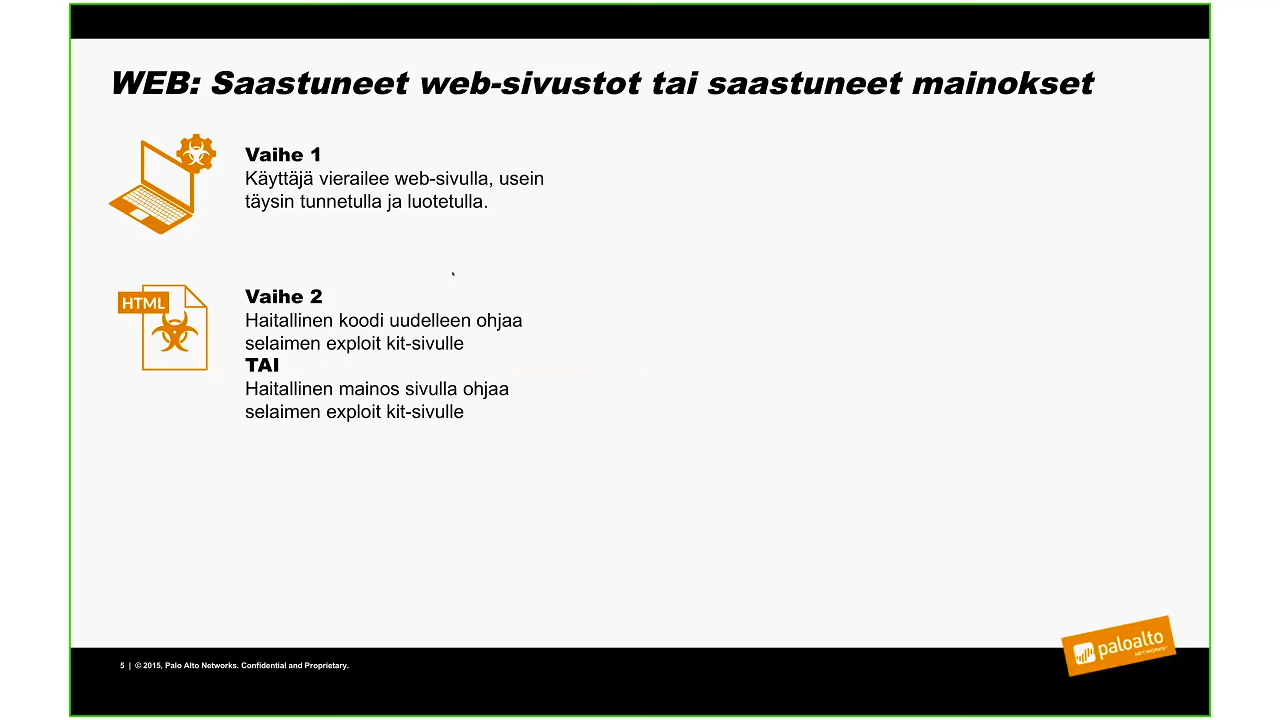 WEB: Saastuneet web-sivustot tai saastuneet mainokset
Vaihe 1
Käyttäjä vierailee web-sivulla, usein
täysin tunnetulla ja luotetulla.
HTML
Vaihe 2
Haitallinen koodi uudelleen ohjaa
selaimen exploit kit-sivulle
TAI
Haitallinen mainos sivulla ohjaa
selaimen exploit kit-sivulle
5 | © 2015, Palo Alto Networks. Confidential and Proprietary.
paloalto
NETWORKS